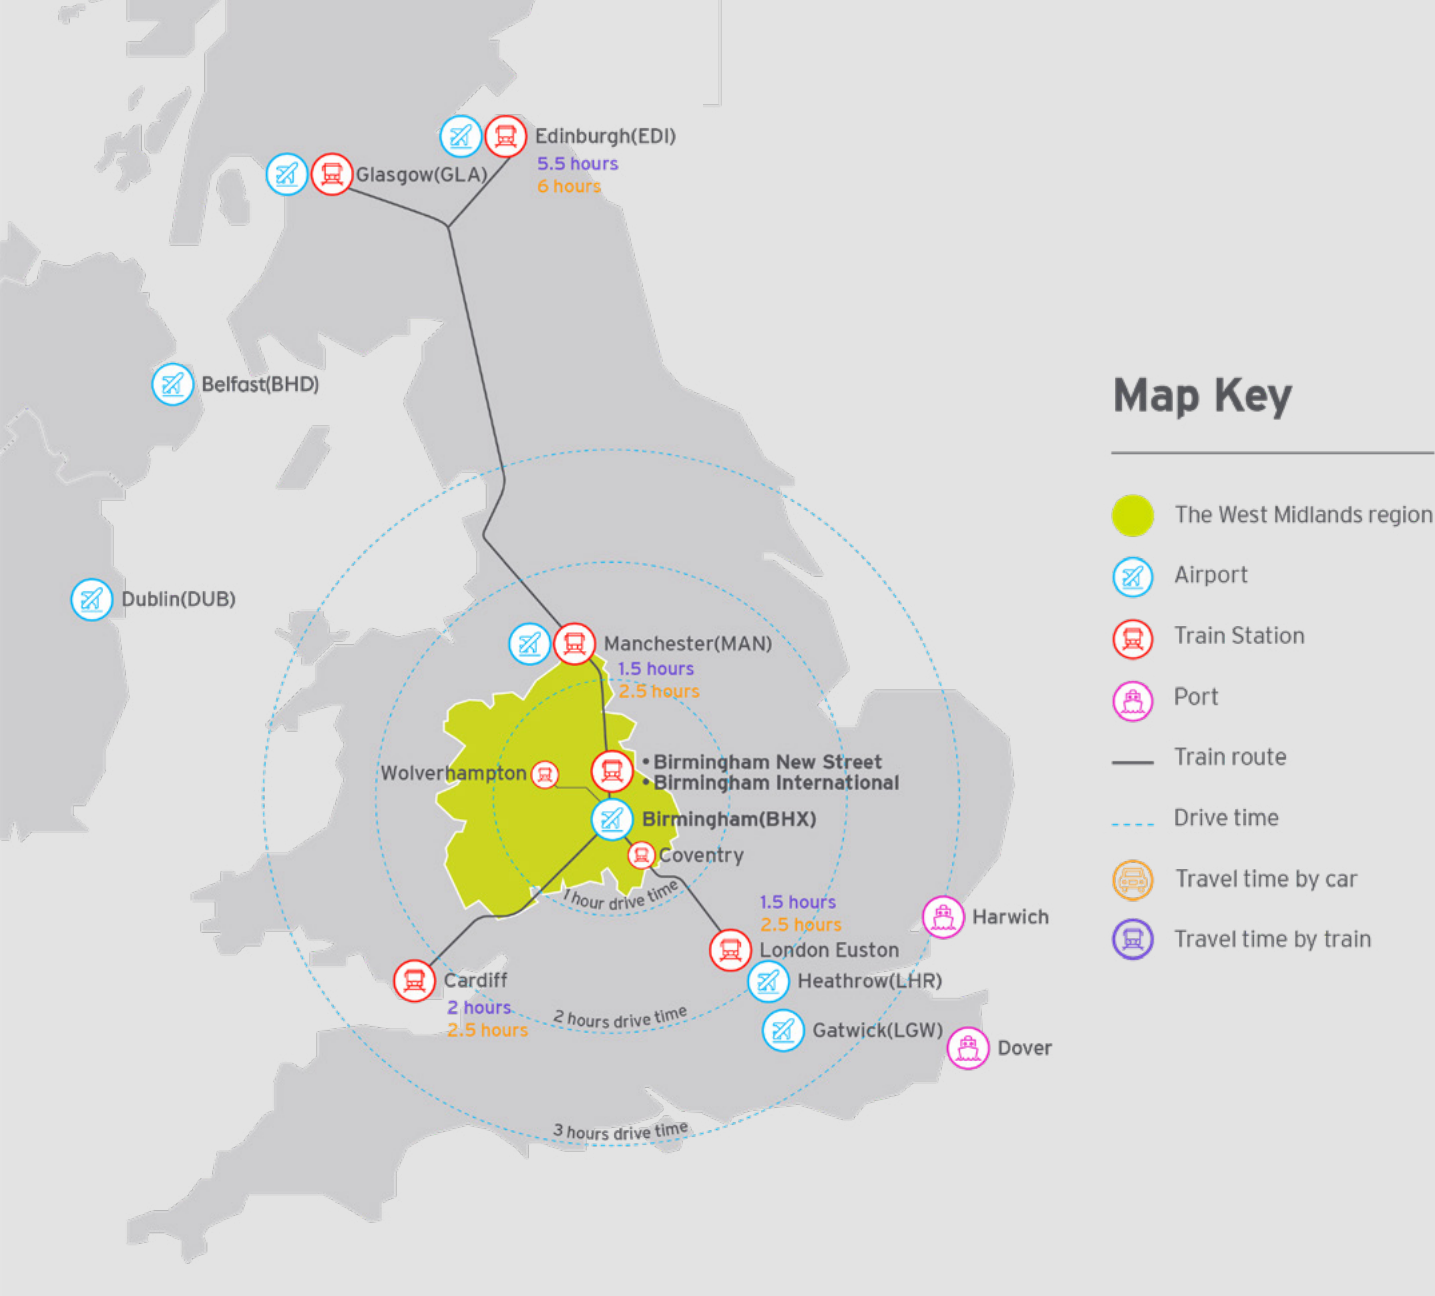 Edinburgh(EDI)
5.5 hours
6 hours
Glasgow(GLA)
Belfast(BHD)
Dublin(DUB)
Manchester(MAN)
1.5 hours
2.5 hours
Wolverhampton
•Birmingham New Street
•Birmingham International
Birmingham(BHX)
Coventry
1 hour drive time
1.5 hours
2.5 hours
London Euston
Heathrow(LHR)
Gatwick(LGW)
Harwich
Dover
Cardiff
2 hours
2.5 hours
2 hours drive time
3 hours drive time
Map Key
The West Midlands region
Airport
Train Station
Port
Train route
Drive time
Travel time by car
Travel time by train